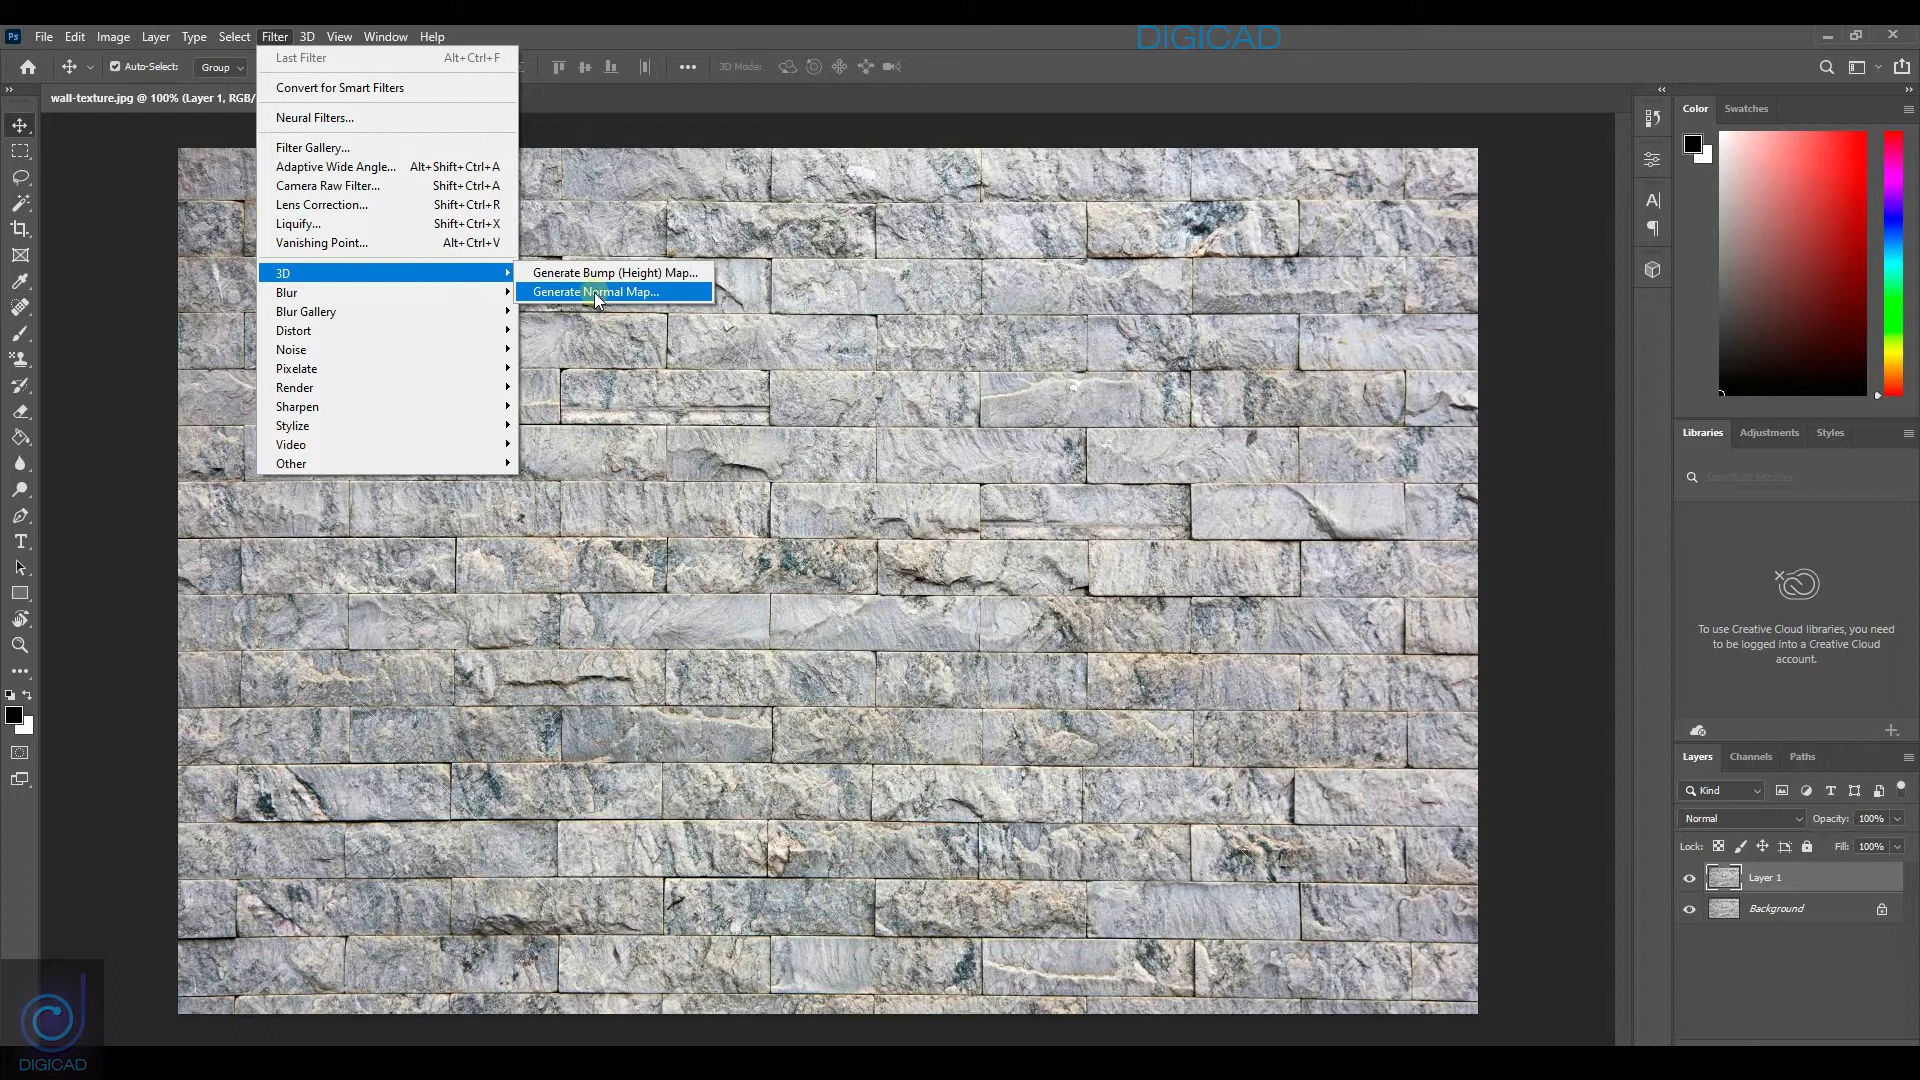 DIGICAD
Ps File Edit Image Layer Type Select Filter 3D View Window Help
Auto-Select: Group 3D Mode:
wall-texture.jpg @ 100% (Layer 1, RGB/
Last Filter Alt+Ctrl+F
Convert for Smart Filters
Neural Filters...
Filter Gallery...
Adaptive Wide Angle... Alt+Shift+Ctrl+A
Camera Raw Filter... Shift+Ctrl+A
Lens Correction... Shift+Ctrl+R
Liquify... Shift+Ctrl+X
Vanishing Point... Alt+Ctrl+V
3D
Generate Bump (Height) Map...
Generate Normal Map...
Blur
Blur Gallery
Distort
Noise
Pixelate
Render
Sharpen
Stylize
Video
Other
Color Swatches
Libraries Adjustments Styles
Search all libraries
To use Creative Cloud libraries, you need
to be logged into a Creative Cloud
account.
Layers Channels Paths
Kind
Normal Opacity: 100%
Lock: Fill: 100%
Layer 1
Background
DIGICAD